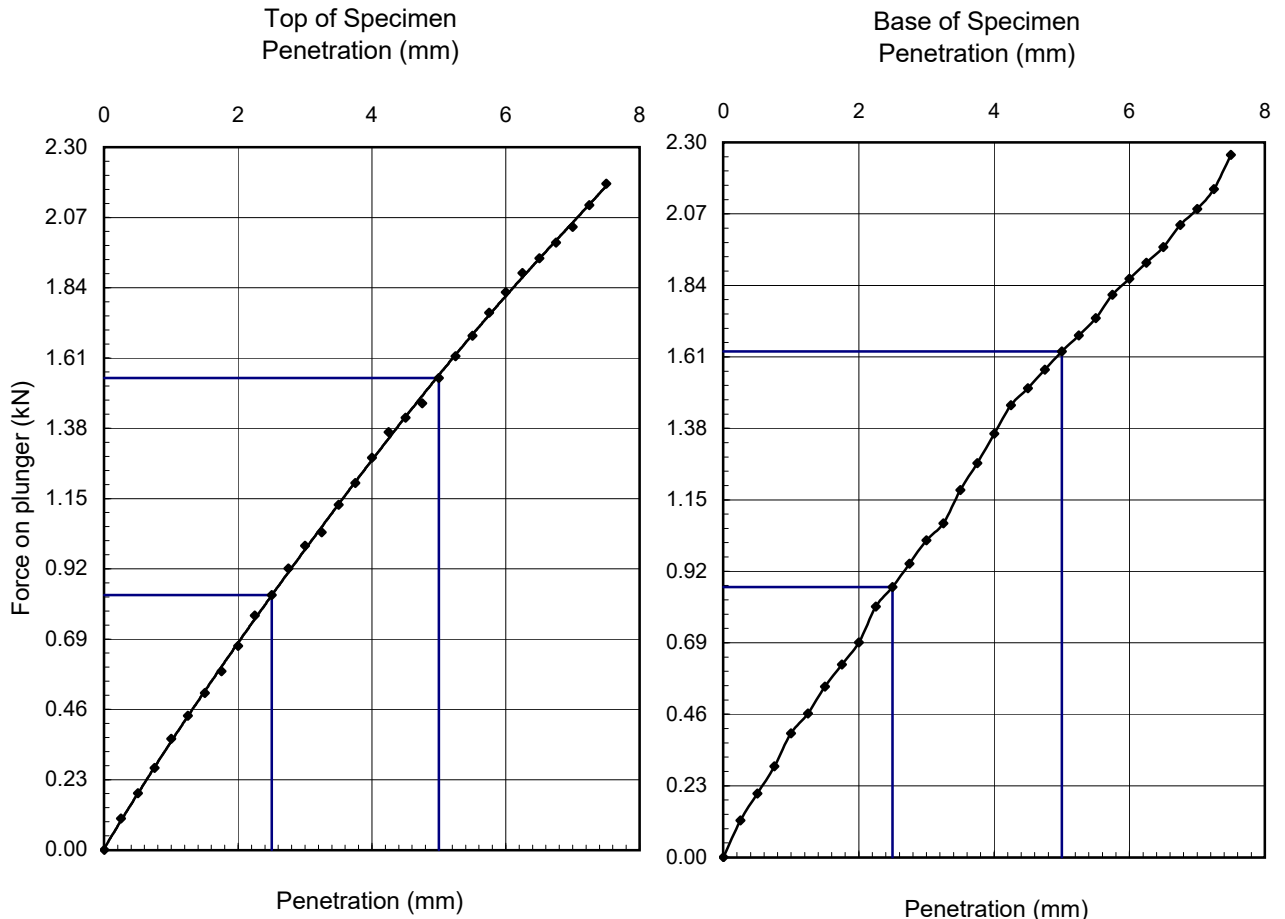 Top of Specimen
Penetration (mm)
0 2 4 6 8
2.30
2.07
1.84
1.61
1.38
1.15
0.92
0.69
0.46
0.23
0.00
Force on plunger (kN)
Penetration (mm)
Base of Specimen
Penetration (mm)
0 2 4 6 8
2.30
2.07
1.84
1.61
1.38
1.15
0.92
0.69
0.46
0.23
0.00
Penetration (mm)